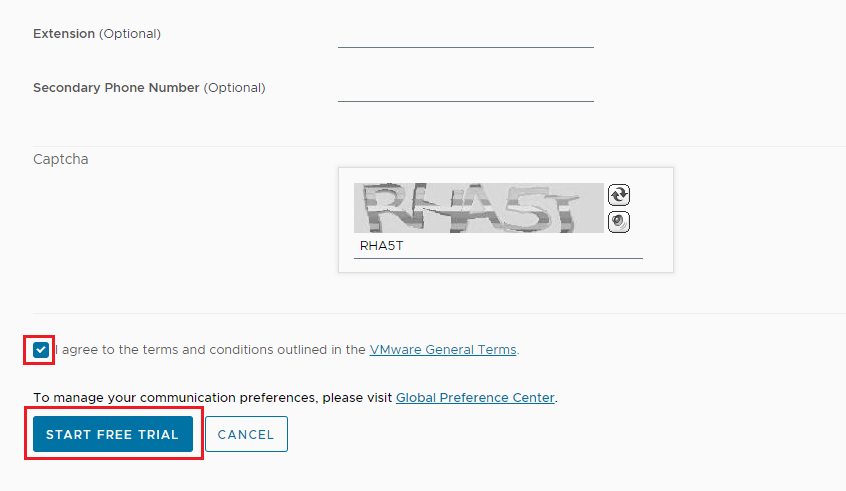 Extension (Optional)
Secondary Phone Number (Optional)
Captcha
RHA5T
RHA5T
I agree to the terms and conditions outlined in the VMware General Terms.
To manage your communication preferences, please visit Global Preference Center.
START FREE TRIAL
CANCEL